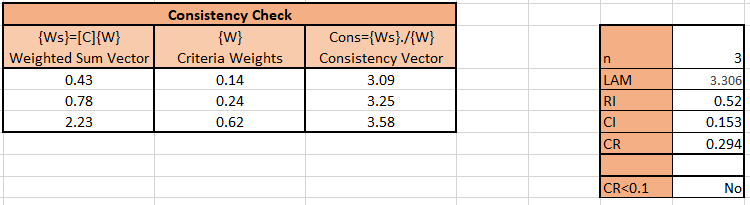 Consistency Check
{Ws}=[C]{W} {W} Cons={Ws}./{W}
Weighted Sum Vector Criteria Weights Consistency Vector
0.43 0.14 3.09
0.78 0.24 3.25
2.23 0.62 3.58
n 3
LAM 3.306
RI 0.52
CI 0.153
CR 0.294
CR<0.1 No